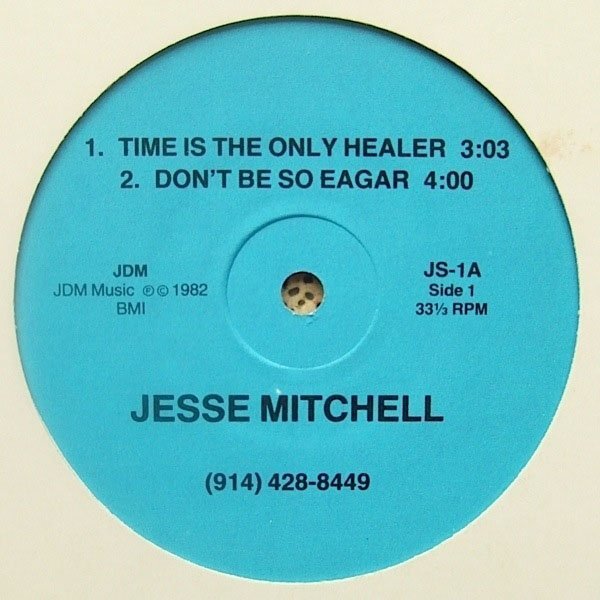 1. TIME IS THE ONLY HEALER 3:03
2. DON'T BE SO EAGAR 4:00
JDM
JDM Music ℗ © 1982
BMI
JS-1A
Side 1
33⅓ RPM
JESSE MITCHELL
(914) 428-8449